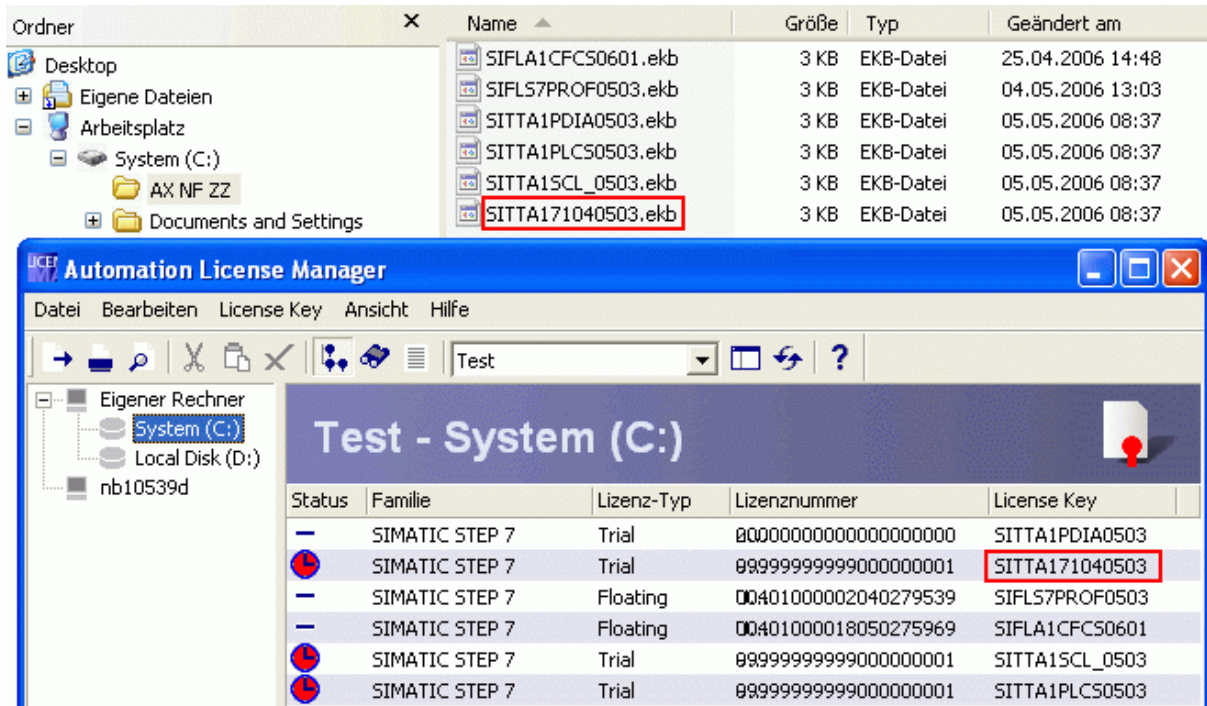 Ordner × Name Größe Typ Geändert am
Desktop SIFLA1CFCS0601.ekb 3 KB EKB-Datei 25.04.2006 14:48
Eigene Dateien SIFLS7PROF0503.ekb 3 KB EKB-Datei 04.05.2006 13:03
Arbeitsplatz SITTA1PDIA0503.ekb 3 KB EKB-Datei 05.05.2006 08:37
System (C:) SITTA1PLCS0503.ekb 3 KB EKB-Datei 05.05.2006 08:37
AX NF ZZ SITTA1SCL_0503.ekb 3 KB EKB-Datei 05.05.2006 08:37
Documents and Settings SITTA171040503.ekb 3 KB EKB-Datei 05.05.2006 08:37
Automation License Manager
Datei Bearbeiten License Key Ansicht Hilfe
Test
Eigener Rechner
System (C:)
Local Disk (D:)
nb10539d
Test - System (C:)
Status Familie Lizenz-Typ Lizenznummer License Key
SIMATIC STEP 7 Trial SITTA1PDIA0503
SIMATIC STEP 7 Trial SITTA171040503
SIMATIC STEP 7 Floating SIFLS7PROF0503
SIMATIC STEP 7 Floating SIFLA1CFCS0601
SIMATIC STEP 7 Trial SITTA1SCL_0503
SIMATIC STEP 7 Trial SITTA1PLCS0503